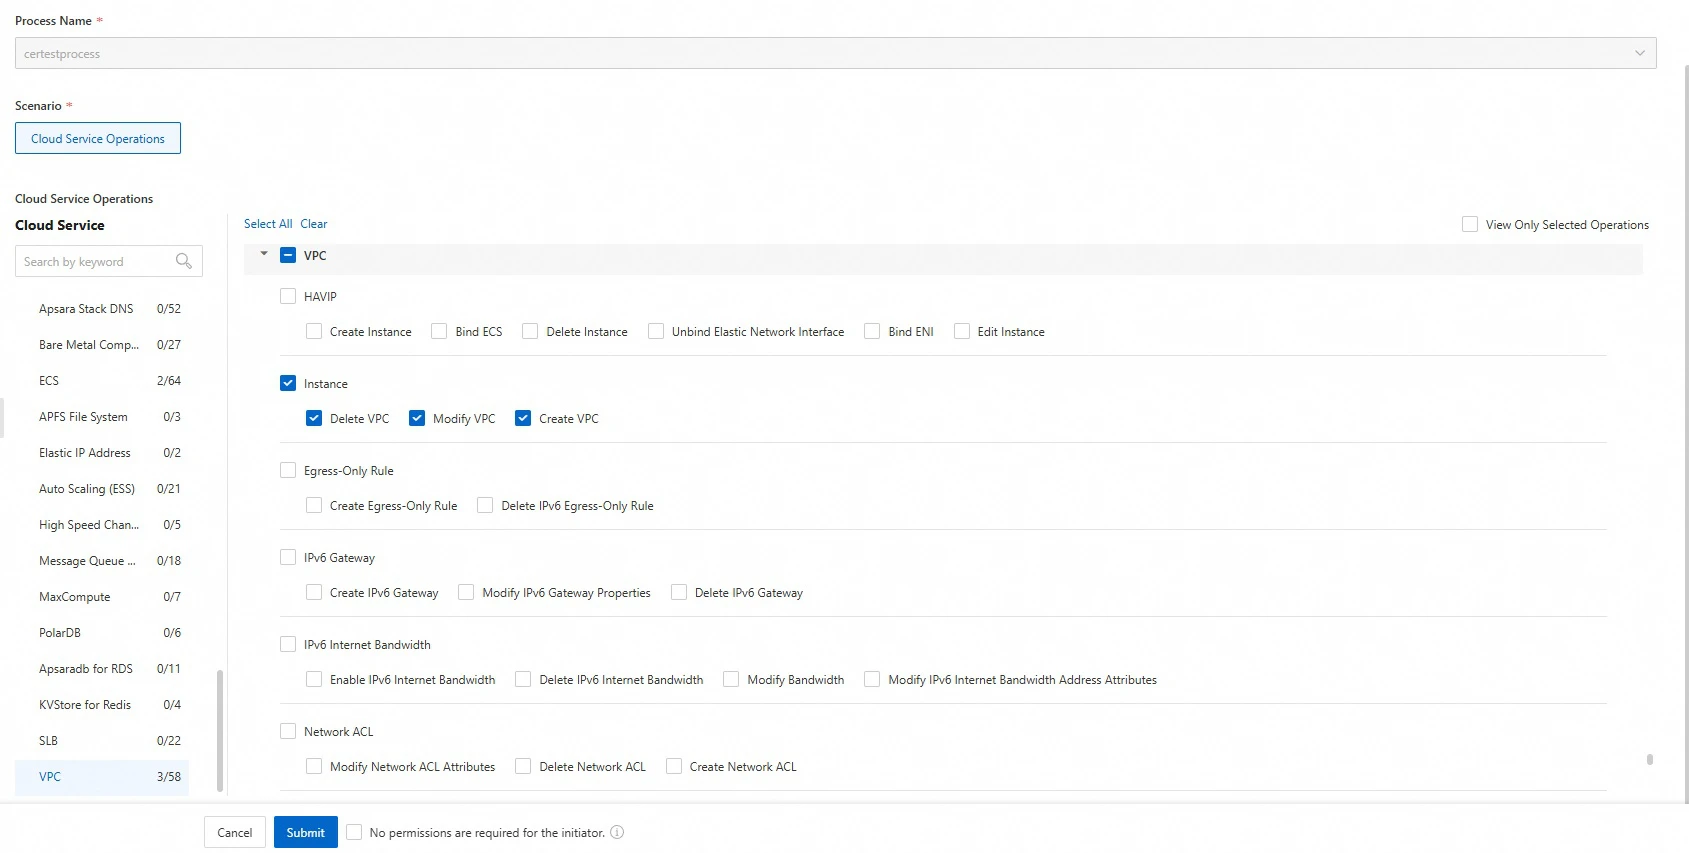 Process Name *
certestprocess
Scenario *
Cloud Service Operations
Cloud Service Operations
Cloud Service
Search by keyword
Apsara Stack DNS 0/52
Bare Metal Comp... 0/27
ECS 2/64
APFS File System 0/3
Elastic IP Address 0/2
Auto Scaling (ESS) 0/21
High Speed Chan... 0/5
Message Queue ... 0/18
MaxCompute 0/7
PolarDB 0/6
Apsaradb for RDS 0/11
KVStore for Redis 0/4
SLB 0/22
VPC 3/58
Select All Clear View Only Selected Operations
VPC
HAVIP
Create Instance Bind ECS Delete Instance Unbind Elastic Network Interface Bind ENI Edit Instance
Instance
Delete VPC Modify VPC Create VPC
Egress-Only Rule
Create Egress-Only Rule Delete IPv6 Egress-Only Rule
IPv6 Gateway
Create IPv6 Gateway Modify IPv6 Gateway Properties Delete IPv6 Gateway
IPv6 Internet Bandwidth
Enable IPv6 Internet Bandwidth Delete IPv6 Internet Bandwidth Modify Bandwidth Modify IPv6 Internet Bandwidth Address Attributes
Network ACL
Modify Network ACL Attributes Delete Network ACL Create Network ACL
Cancel Submit No permissions are required for the initiator.